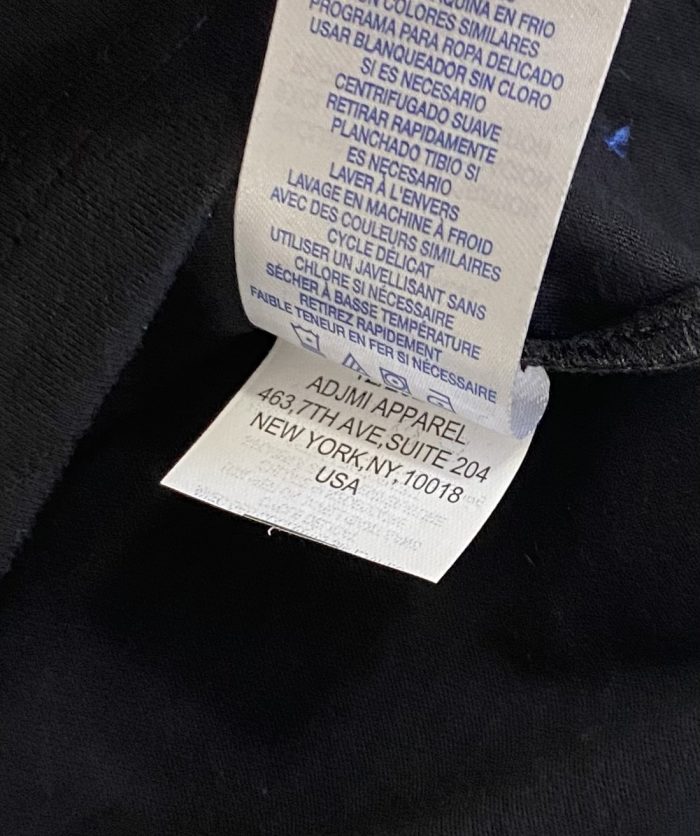 QUINA EN FRIO
N COLORES SIMILARES
PROGRAMA PARA ROPA DELICADO
USAR BLANQUEADOR SIN CLORO
SI ES NECESARIO
CENTRIFUGADO SUAVE
RETIRAR RAPIDAMENTE
PLANCHADO TIBIO SI
ES NECESARIO
LAVER À L'ENVERS
LAVAGE EN MACHINE À FROID
AVEC DES COULEURS SIMILAIRES
CYCLE DÉLICAT
UTILISER UN JAVELLISANT SANS
CHLORE SI NÉCESSAIRE
SÉCHER À BASSE TEMPÉRATURE
RETIREZ RAPIDEMENT
FAIBLE TENEUR EN FER SI NÉCESSAIRE
ADJMI APPAREL
463,7TH AVE,SUITE 204
NEW YORK,NY,10018
USA